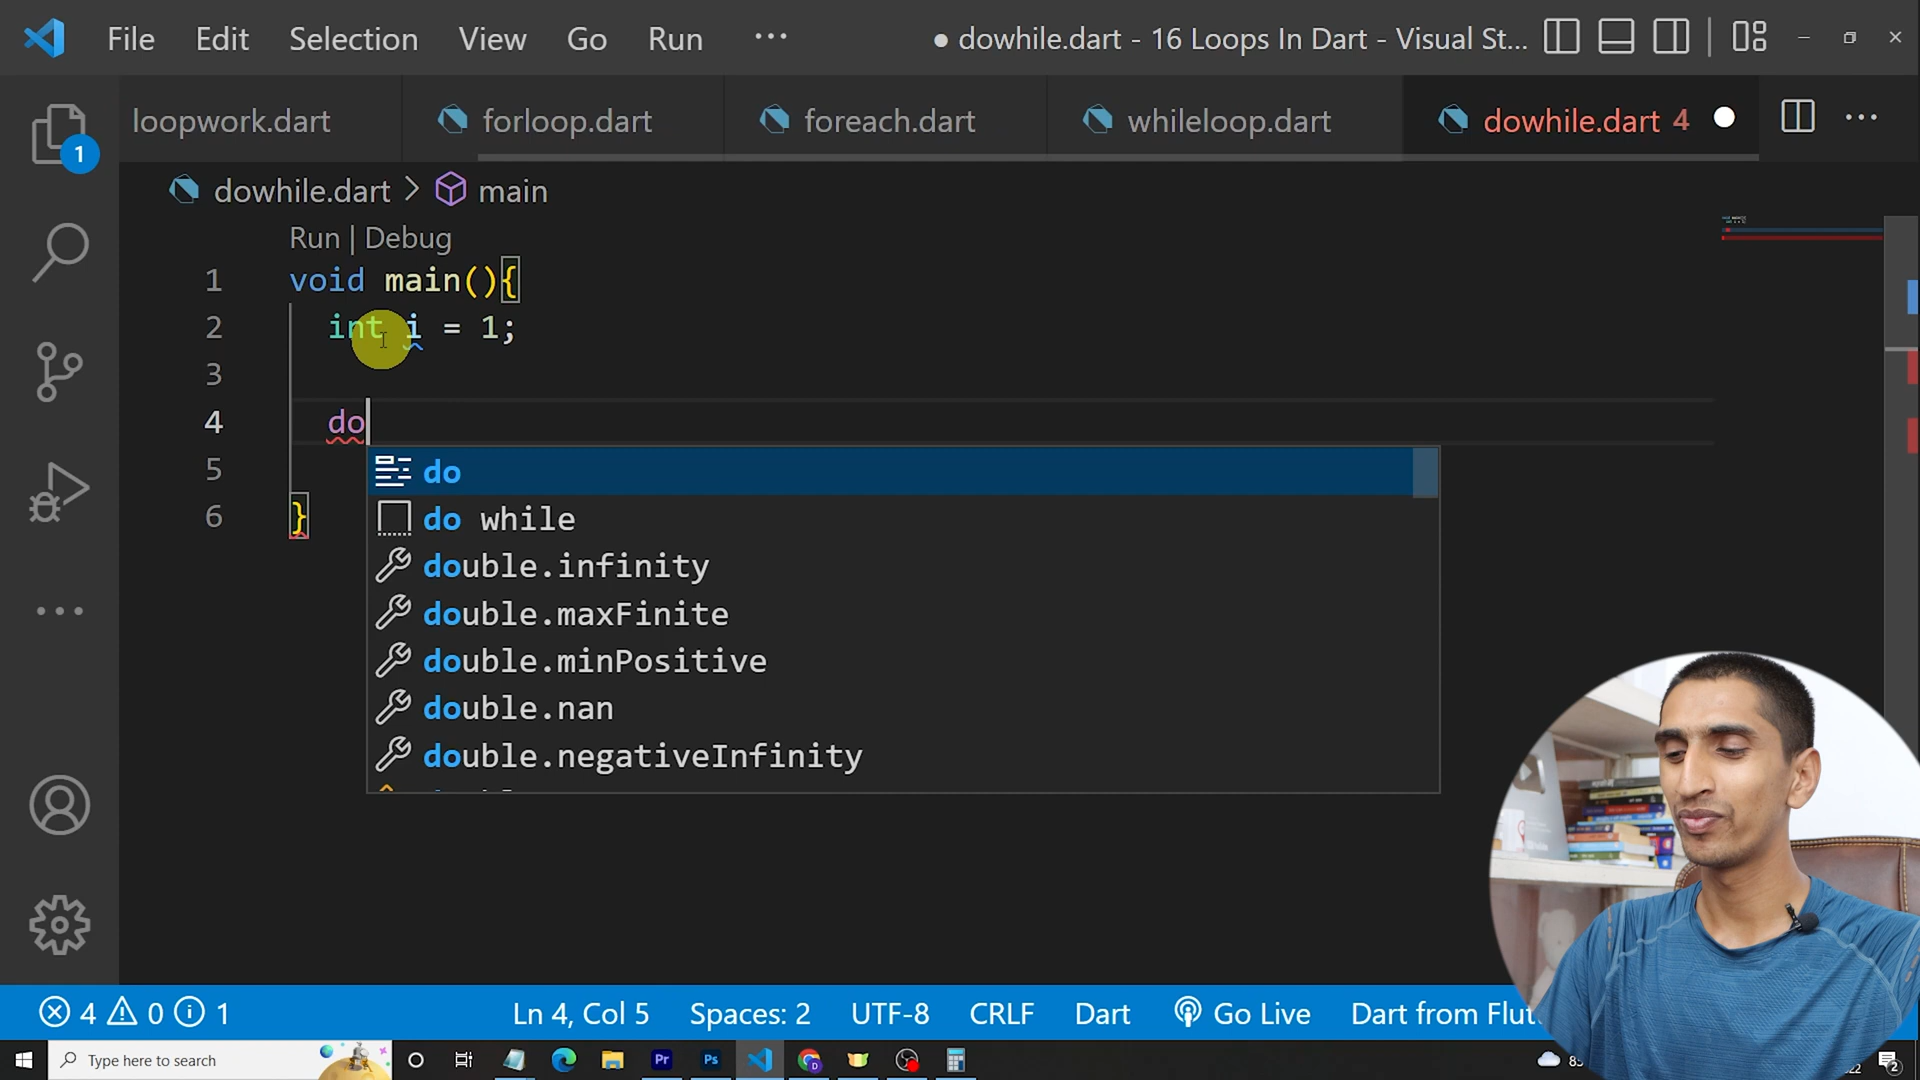 File Edit Selection View Go Run ···
● dowhile.dart - 16 Loops In Dart - Visual St...
loopwork.dart forloop.dart foreach.dart whileloop.dart dowhile.dart 4
1
dowhile.dart > main
Run | Debug
1 void main(){
2 int i = 1;
3
4 do
5
6 }
do
do while
double.infinity
double.maxFinite
double.minPositive
double.nan
double.negativeInfinity
4 0 1 Ln 4, Col 5 Spaces: 2 UTF-8 CRLF Dart Go Live Dart from
Type here to search Pr Ps 2